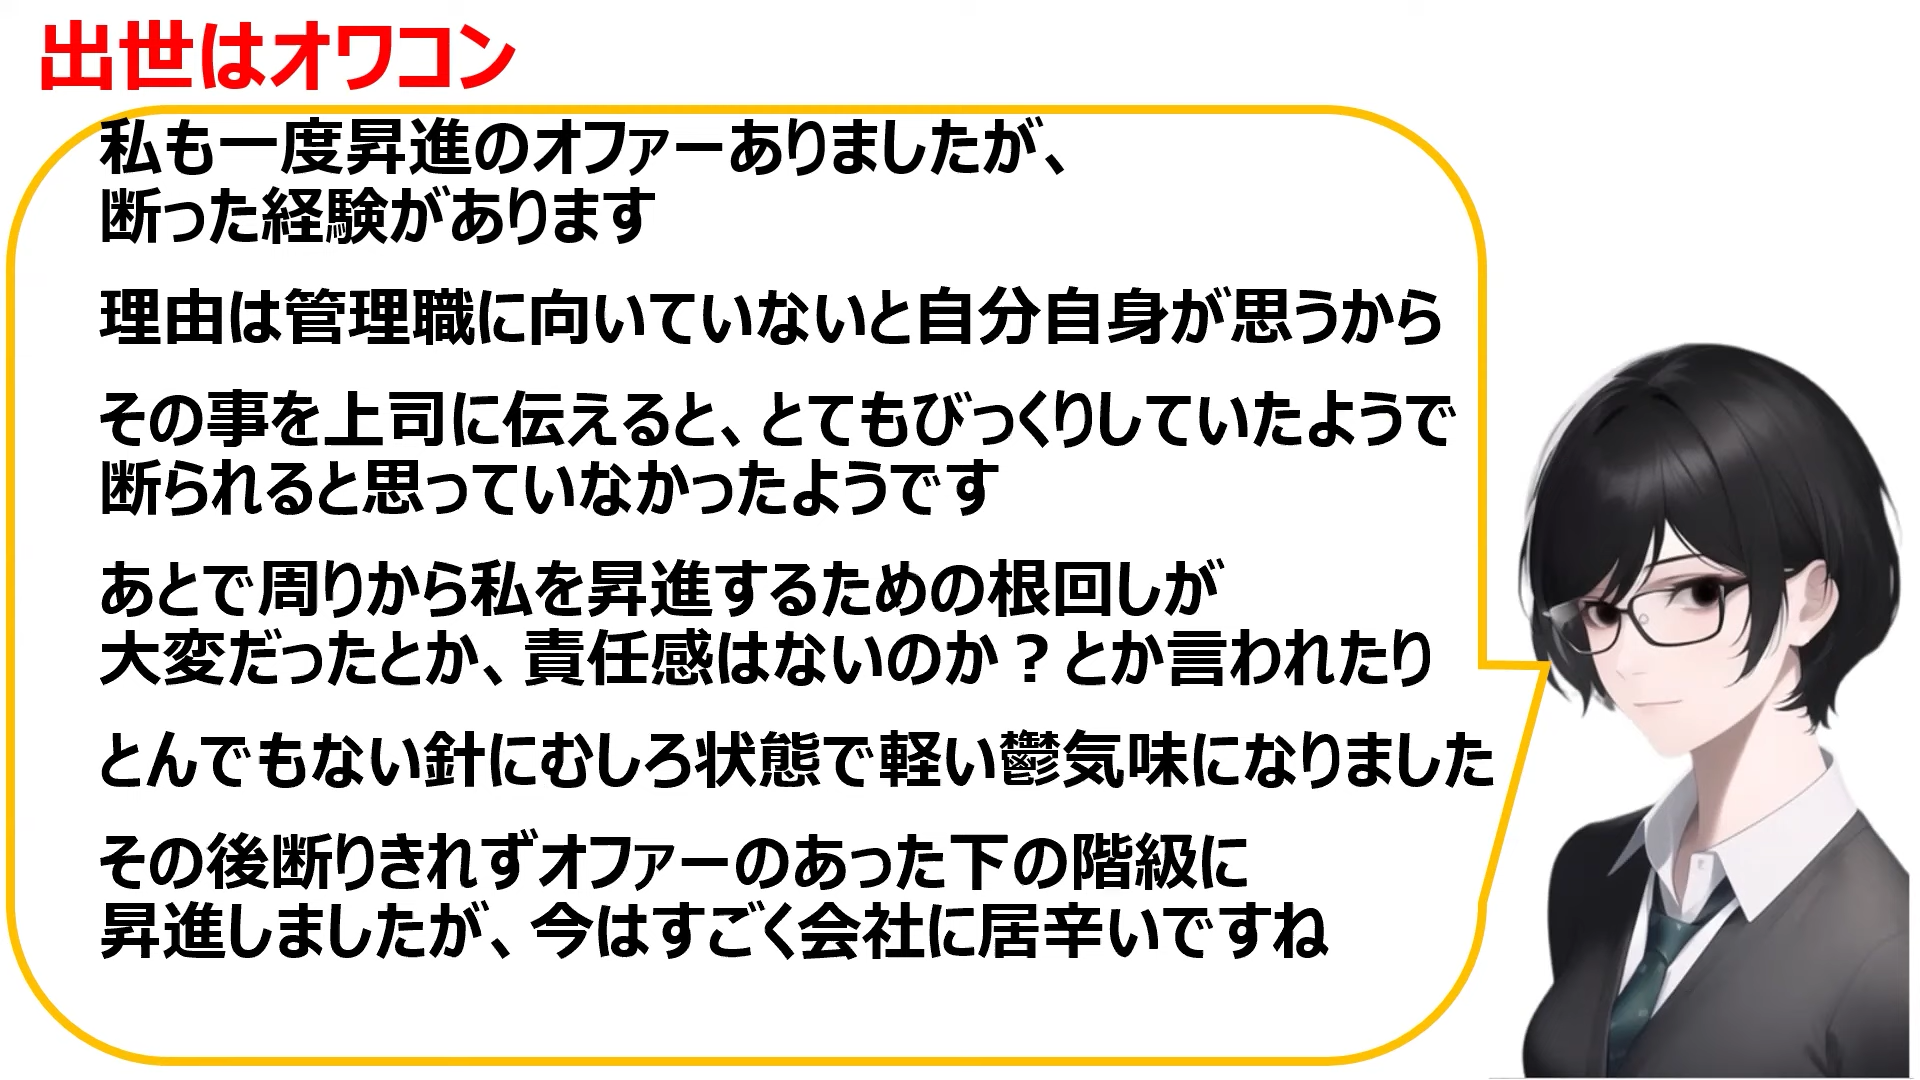 出世はオワコン
私も一度昇進のオファーありましたが、
断った経験があります
理由は管理職に向いていないと自分自身が思うから
その事を上司に伝えると、とてもびっくりしていたようで
断られると思っていなかったようです
あとで周りから私を昇進するための根回しが
大変だったとか、責任感はないのか？とか言われたり
とんでもない針にむしろ状態で軽い鬱気味になりました
その後断りきれずオファーのあった下の階級に
昇進しましたが、今はすごく会社に居辛いですね